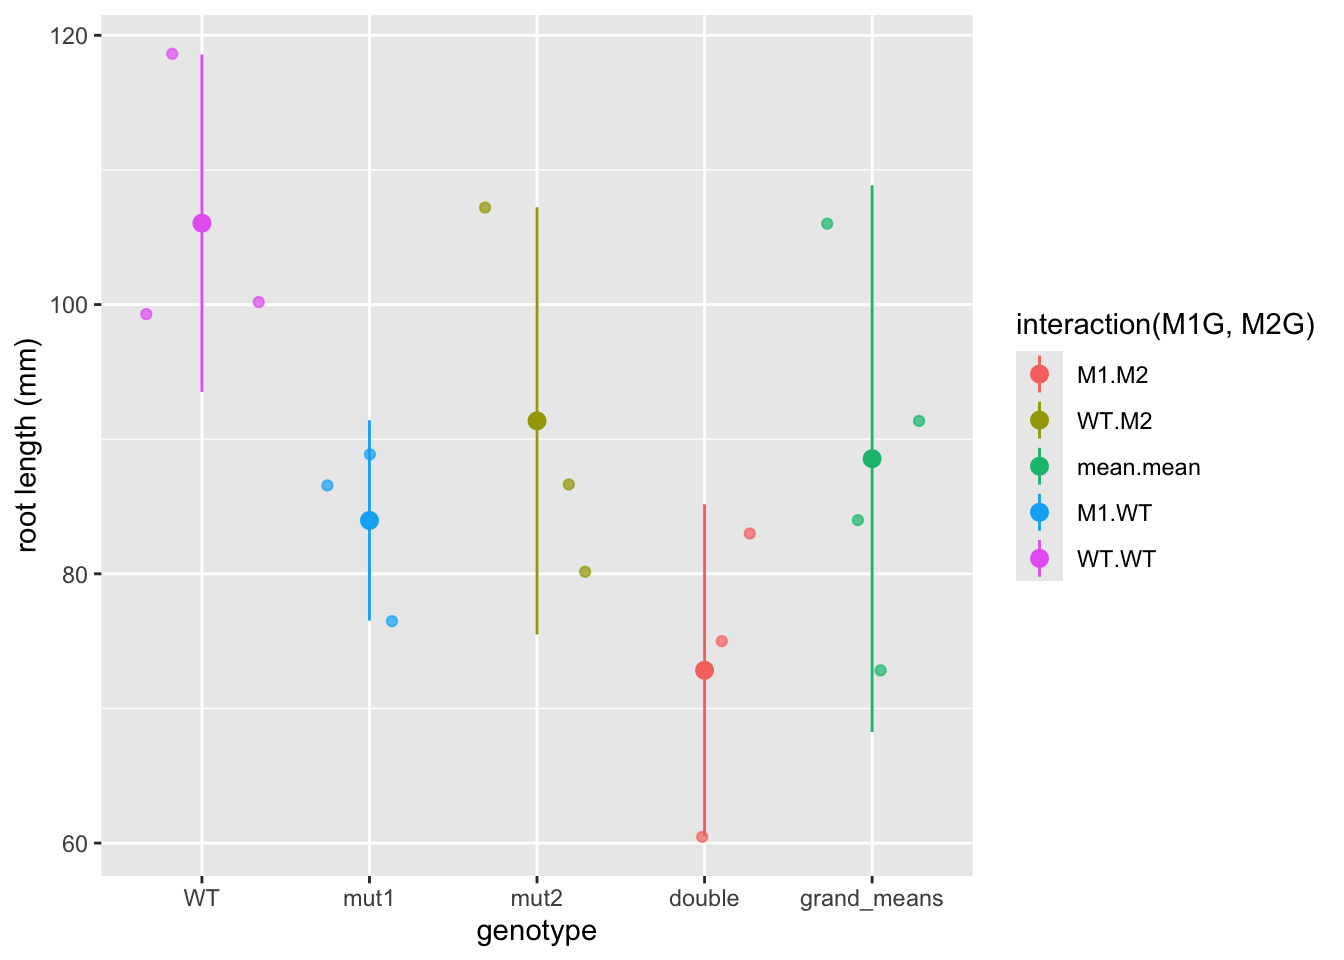 120
100
80
60
root length (mm)
WT mut1 mut2 double grand_means
genotype
interaction(M1G, M2G)
M1.M2
WT.M2
mean.mean
M1.WT
WT.WT